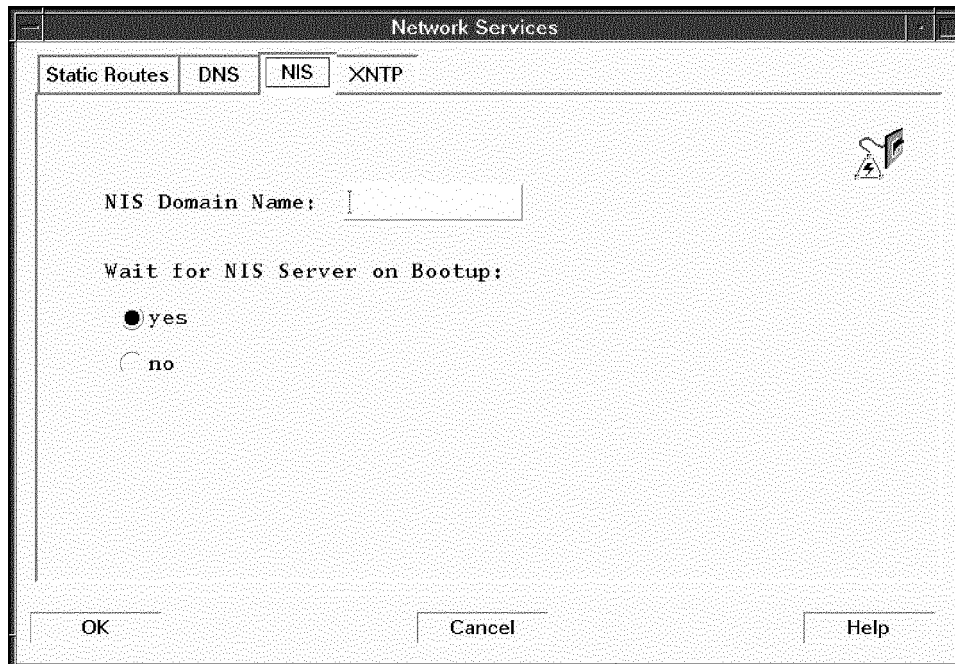 Network Services
Static Routes DNS NIS XNTP
NIS Domain Name:
Wait for NIS Server on Bootup:
yes
no
OK Cancel Help